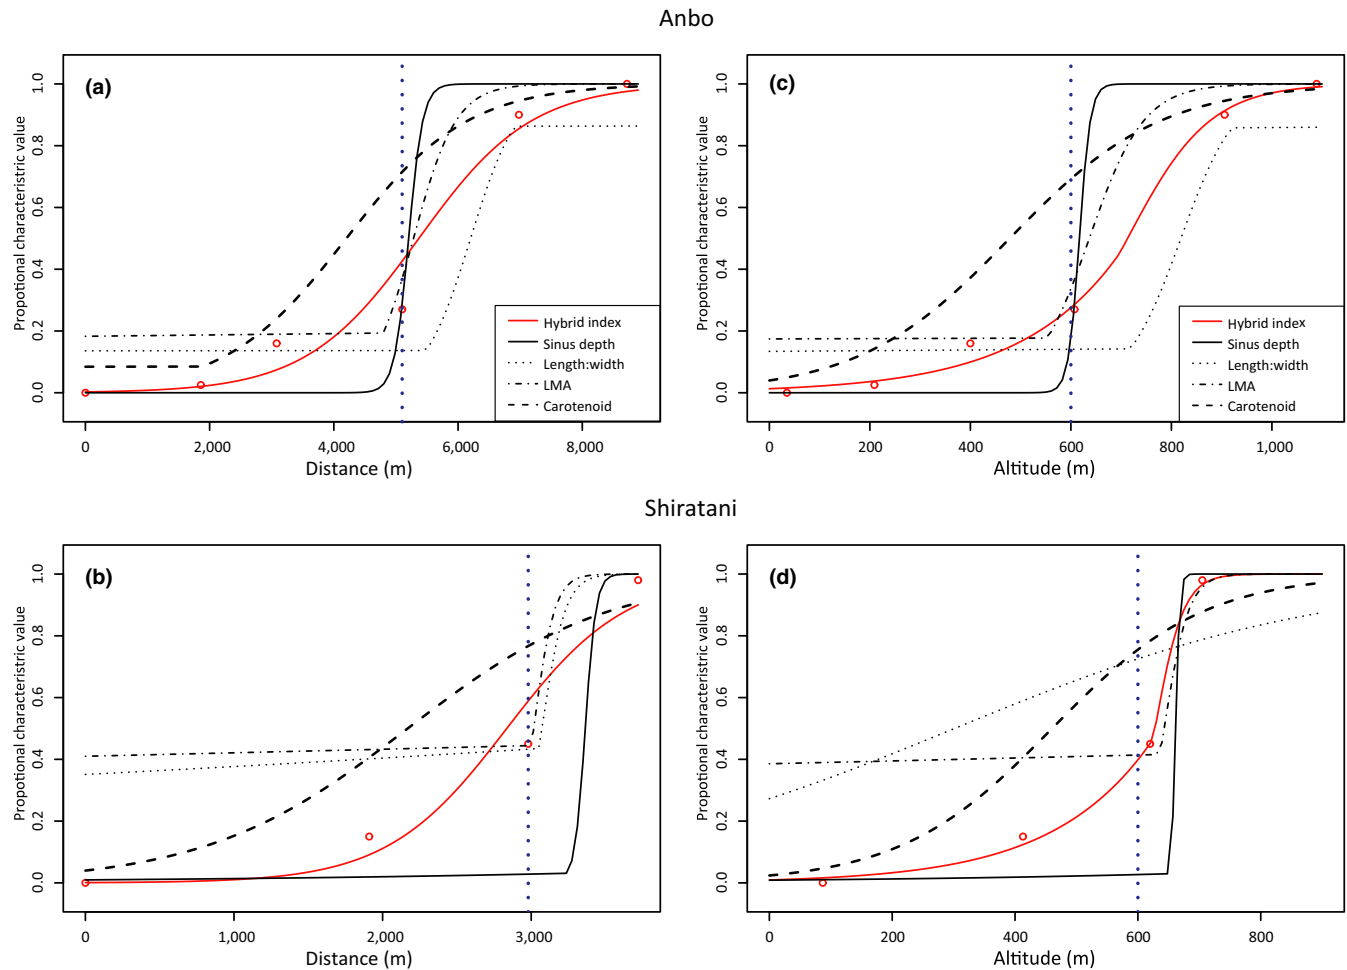 Anbo
(a)
Propotional characteristric value
0.0 0.2 0.4 0.6 0.8 1.0
Hybrid index
Sinus depth
Length:width
LMA
Carotenoid
0 2,000 4,000 6,000 8,000
Distance (m)
(c)
Propotional characteristric value
0.0 0.2 0.4 0.6 0.8 1.0
Hybrid index
Sinus depth
Length:width
LMA
Carotenoid
0 200 400 600 800 1,000
Altitude (m)
Shiratani
(b)
Propotional characteristric value
0.0 0.2 0.4 0.6 0.8 1.0
0 1,000 2,000 3,000
Distance (m)
(d)
Propotional characteristric value
0.0 0.2 0.4 0.6 0.8 1.0
0 200 400 600 800
Altitude (m)